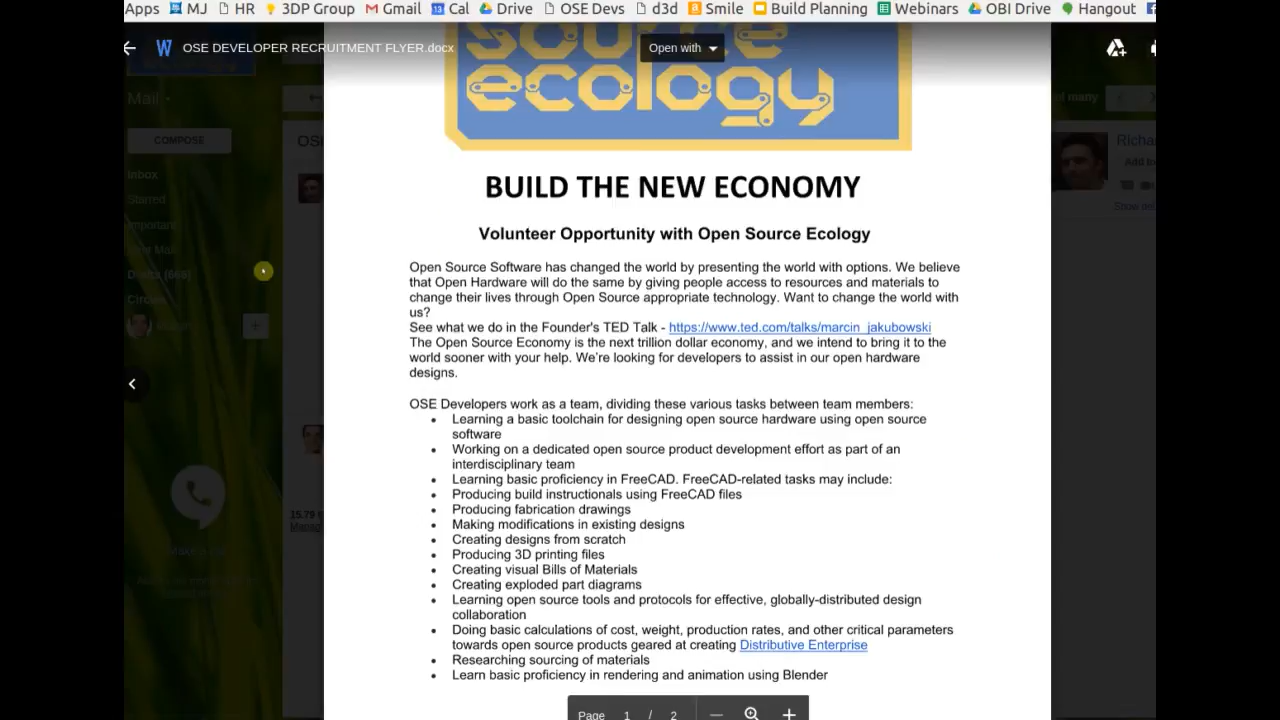 Apps MJ HR 3DP Group Gmail Cal Drive OSE Devs d3d Smile Build Planning Webinars OBI Drive Hangout
OSE DEVELOPER RECRUITMENT FLYER.docx
Open with
source
ecology
Mail
COMPOSE
Inbox
Starred
Important
Drafts (565)
Circles
many
Richa
BUILD THE NEW ECONOMY
Volunteer Opportunity with Open Source Ecology
Open Source Software has changed the world by presenting the world with options. We believe
that Open Hardware will do the same by giving people access to resources and materials to
change their lives through Open Source appropriate technology. Want to change the world with
us?
See what we do in the Founder's TED Talk - https://www.ted.com/talks/marcin_jakubowski
The Open Source Economy is the next trillion dollar economy, and we intend to bring it to the
world sooner with your help. We're looking for developers to assist in our open hardware
designs.
OSE Developers work as a team, dividing these various tasks between team members:
• Learning a basic toolchain for designing open source hardware using open source
software
• Working on a dedicated open source product development effort as part of an
interdisciplinary team
• Learning basic proficiency in FreeCAD. FreeCAD-related tasks may include:
• Producing build instructionals using FreeCAD files
• Producing fabrication drawings
• Making modifications in existing designs
• Creating designs from scratch
• Producing 3D printing files
• Creating visual Bills of Materials
• Creating exploded part diagrams
• Learning open source tools and protocols for effective, globally-distributed design
collaboration
• Doing basic calculations of cost, weight, production rates, and other critical parameters
towards open source products geared at creating Distributive Enterprise
• Researching sourcing of materials
• Learn basic proficiency in rendering and animation using Blender
Page 1 / 2